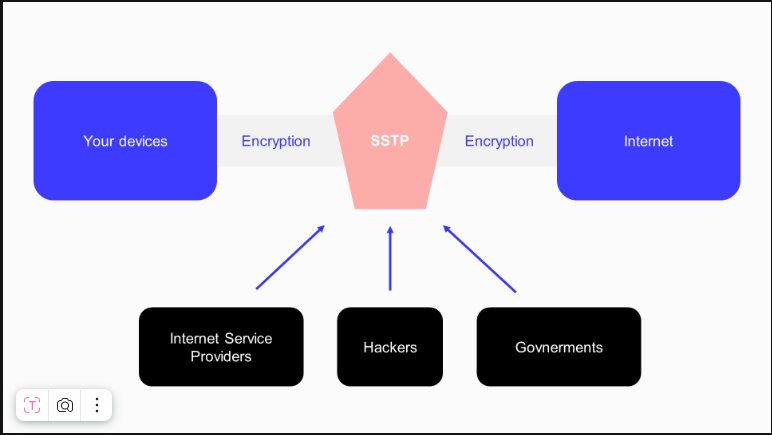 Your devices
Encryption
SSTP
Encryption
Internet
Internet Service
Providers
Hackers
Govnerments